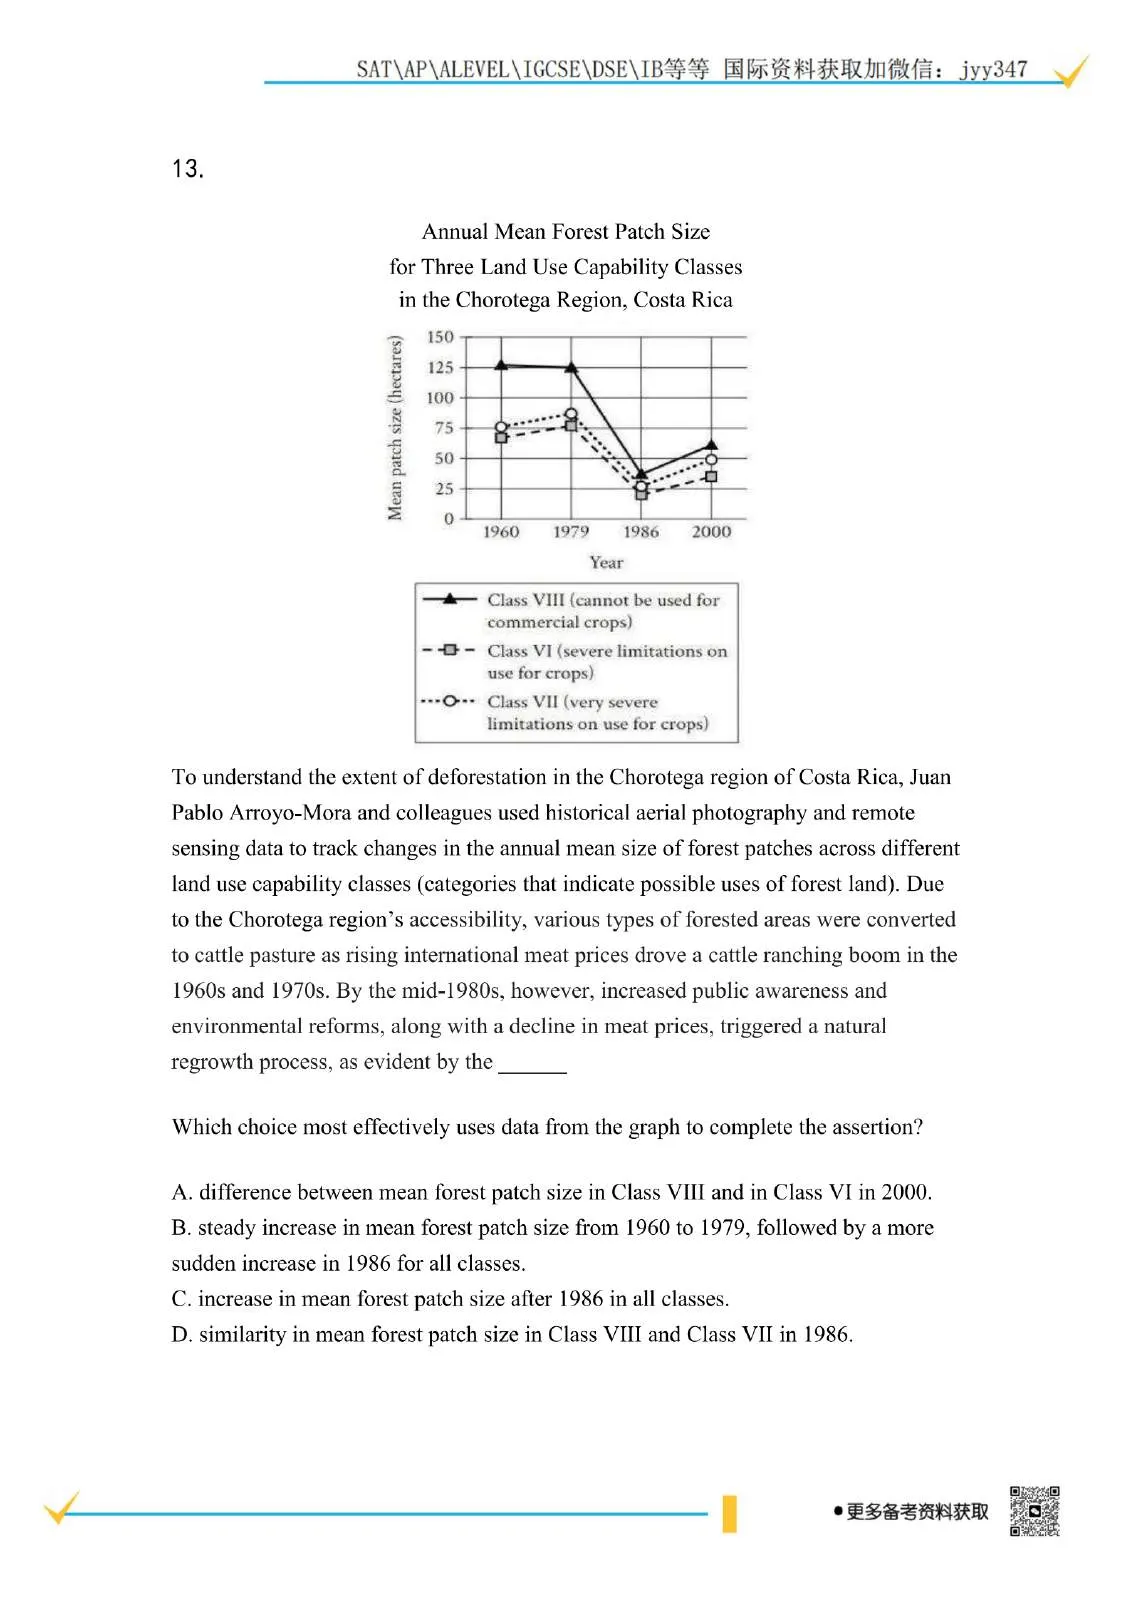 SAT\AP\ALEVEL\IGCSE\DSE\IB等等 国际资料获取加微信：jyy347
13.
Annual Mean Forest Patch Size
for Three Land Use Capability Classes
in the Chorotega Region, Costa Rica
Mean patch size (hectares)
150
125
100
75
50
25
0
1960 1979 1986 2000
Year
Class VIII (cannot be used for
commercial crops)
Class VI (severe limitations on
use for crops)
Class VII (very severe
limitations on use for crops)
To understand the extent of deforestation in the Chorotega region of Costa Rica, Juan
Pablo Arroyo-Mora and colleagues used historical aerial photography and remote
sensing data to track changes in the annual mean size of forest patches across different
land use capability classes (categories that indicate possible uses of forest land). Due
to the Chorotega region's accessibility, various types of forested areas were converted
to cattle pasture as rising international meat prices drove a cattle ranching boom in the
1960s and 1970s. By the mid-1980s, however, increased public awareness and
environmental reforms, along with a decline in meat prices, triggered a natural
regrowth process, as evident by the ______
Which choice most effectively uses data from the graph to complete the assertion?
A. difference between mean forest patch size in Class VIII and in Class VI in 2000.
B. steady increase in mean forest patch size from 1960 to 1979, followed by a more
sudden increase in 1986 for all classes.
C. increase in mean forest patch size after 1986 in all classes.
D. similarity in mean forest patch size in Class VIII and Class VII in 1986.
•更多备考资料获取